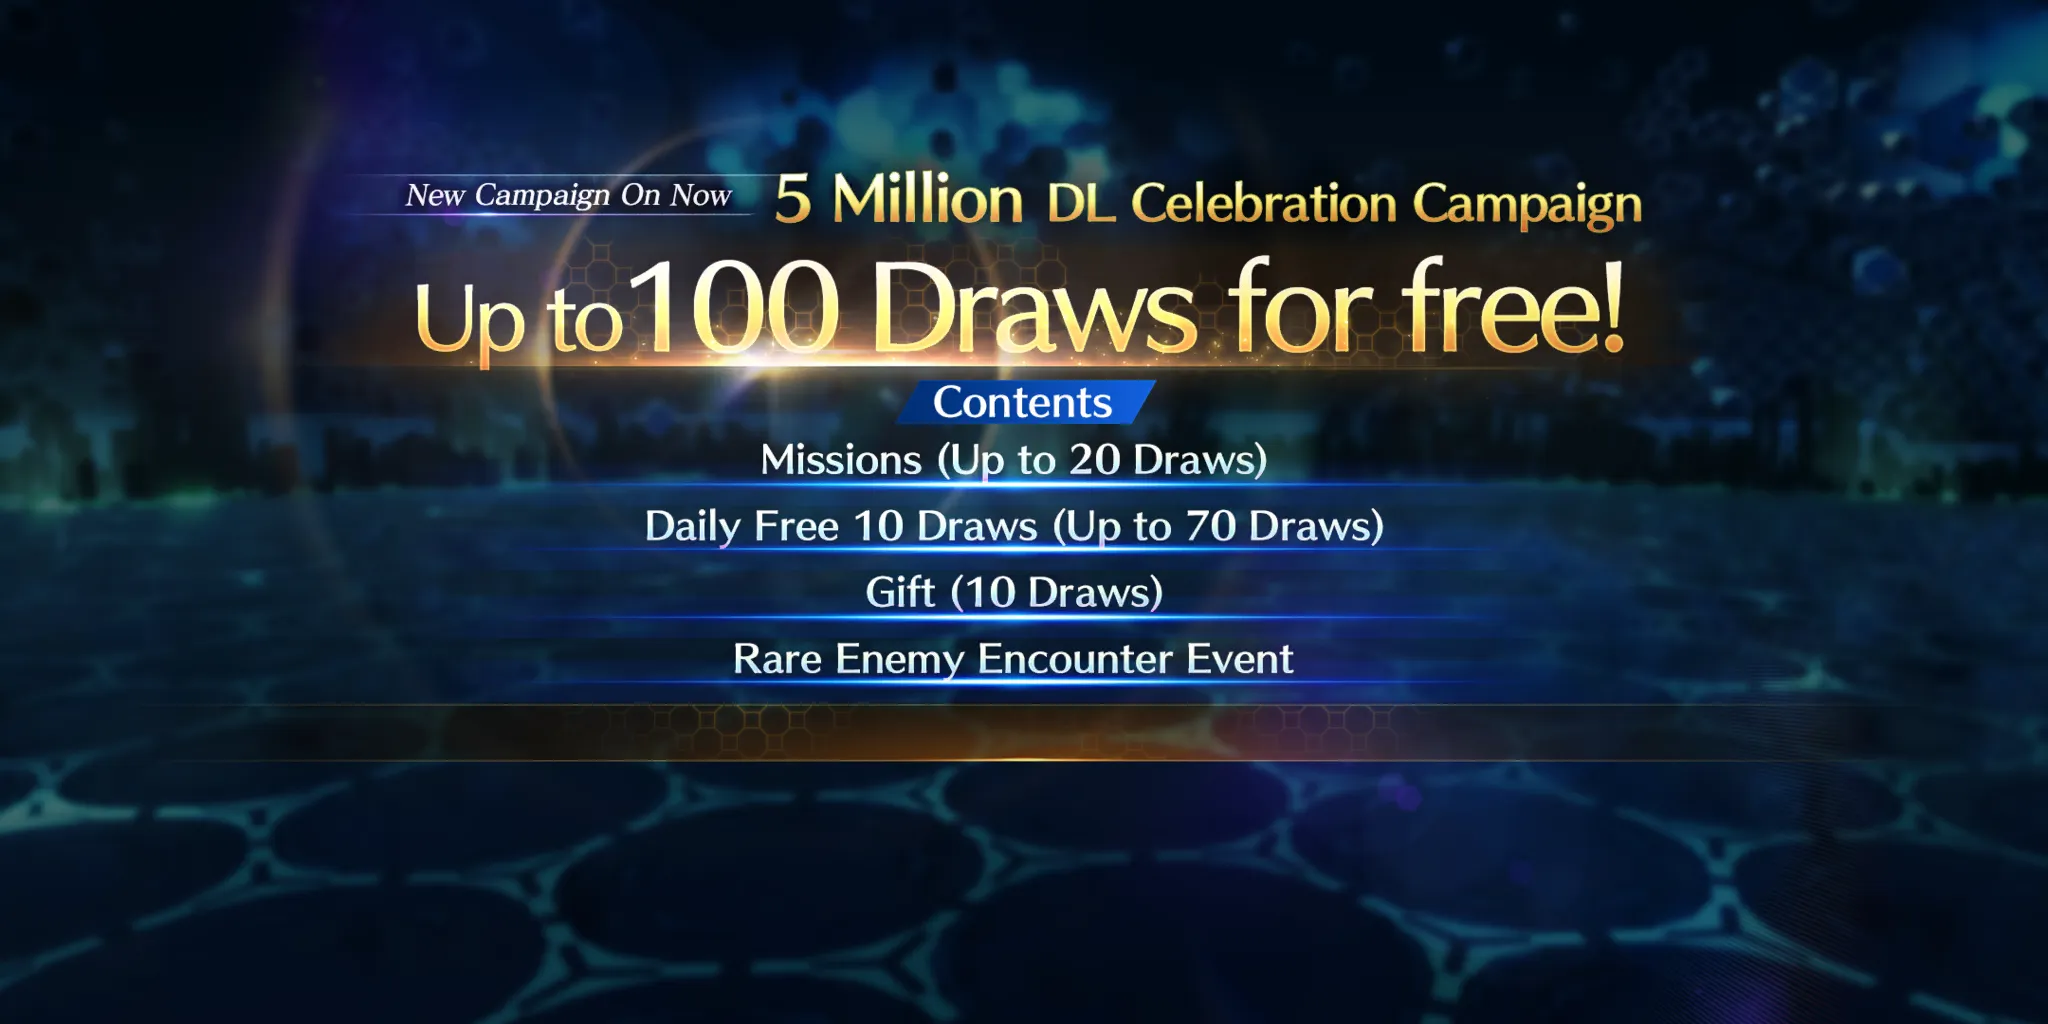 New Campaign On Now 5 Million DL Celebration Campaign
Up to 100 Draws for free!
Contents
Missions (Up to 20 Draws)
Daily Free 10 Draws (Up to 70 Draws)
Gift (10 Draws)
Rare Enemy Encounter Event